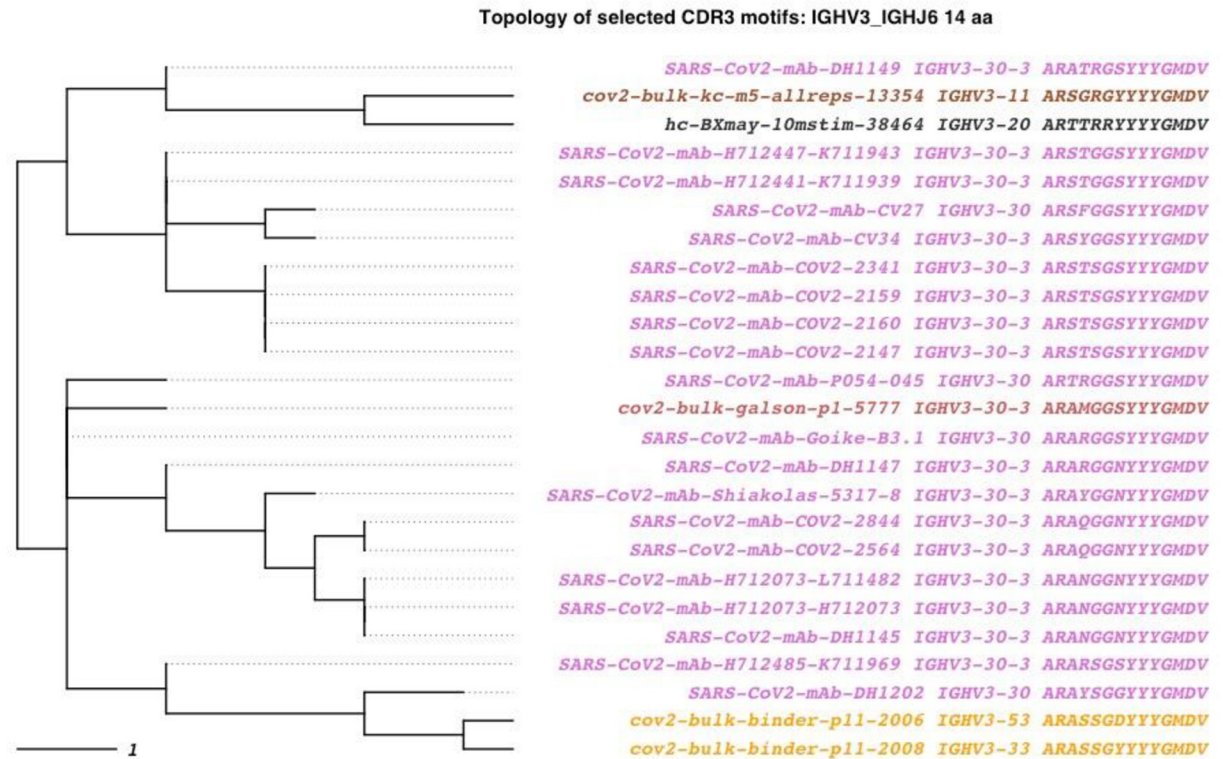 Topology of selected CDR3 motifs: IGHV3_IGHJ6 14 aa
SARS-CoV2-mAb-DH1149 IGHV3-30-3 ARATRGSYYYGMDV
cov2-bulk-kc-m5-allreps-13354 IGHV3-11 ARSGRGYYYYGMDV
hc-BXmay-10mstim-38464 IGHV3-20 ARTTRRYYYYGMDV
SARS-CoV2-mAb-H712447-K711943 IGHV3-30-3 ARSTGGSYYYGMDV
SARS-CoV2-mAb-H712441-K711939 IGHV3-30-3 ARSTGGSYYYGMDV
SARS-CoV2-mAb-CV27 IGHV3-30 ARSFGGSYYYGMDV
SARS-CoV2-mAb-CV34 IGHV3-30-3 ARSYGGSYYYGMDV
SARS-CoV2-mAb-COV2-2341 IGHV3-30-3 ARSTSGSYYYGMDV
SARS-CoV2-mAb-COV2-2159 IGHV3-30-3 ARSTSGSYYYGMDV
SARS-CoV2-mAb-COV2-2160 IGHV3-30-3 ARSTSGSYYYGMDV
SARS-CoV2-mAb-COV2-2147 IGHV3-30-3 ARSTSGSYYYGMDV
SARS-CoV2-mAb-P054-045 IGHV3-30 ARTRGGSYYYGMDV
cov2-bulk-galson-p1-5777 IGHV3-30-3 ARAMGGSYYYGMDV
SARS-CoV2-mAb-Goike-B3.1 IGHV3-30 ARARGGSYYYGMDV
SARS-CoV2-mAb-DH1147 IGHV3-30-3 ARARGGNYYYGMDV
SARS-CoV2-mAb-Shiakolas-5317-8 IGHV3-30-3 ARAYGGNYYYGMDV
SARS-CoV2-mAb-COV2-2844 IGHV3-30-3 ARAQGGNYYYGMDV
SARS-CoV2-mAb-COV2-2564 IGHV3-30-3 ARAQGGNYYYGMDV
SARS-CoV2-mAb-H712073-L711482 IGHV3-30-3 ARANGGNYYYGMDV
SARS-CoV2-mAb-H712073-H712073 IGHV3-30-3 ARANGGNYYYGMDV
SARS-CoV2-mAb-DH1145 IGHV3-30-3 ARANGGNYYYGMDV
SARS-CoV2-mAb-H712485-K711969 IGHV3-30-3 ARARSGSYYYGMDV
SARS-CoV2-mAb-DH1202 IGHV3-30 ARAYSGGYYYGMDV
cov2-bulk-binder-p11-2006 IGHV3-53 ARASSGDYYYGMDV
cov2-bulk-binder-p11-2008 IGHV3-33 ARASSGYYYYGMDV
1